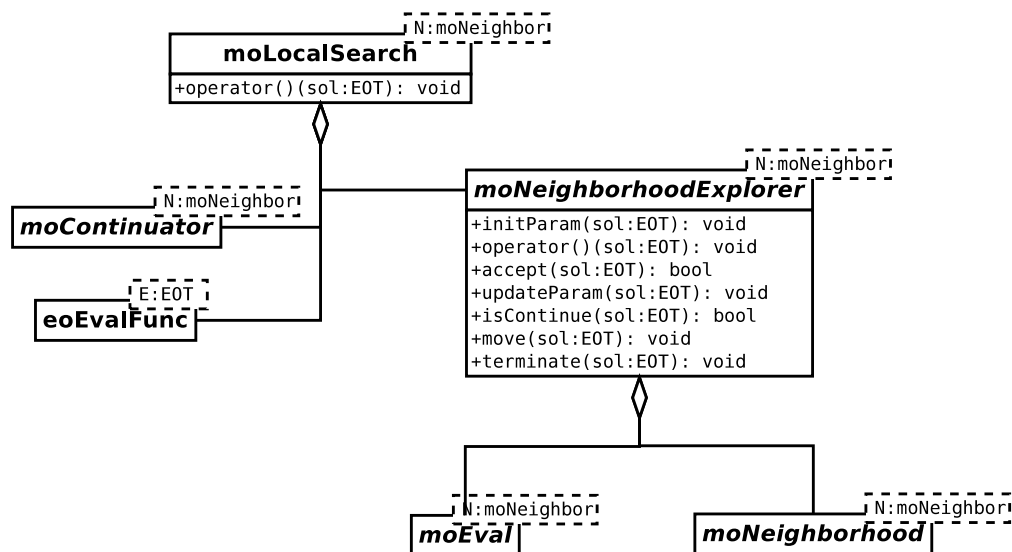 N:moNeighbor
moLocalSearch
+operator()(sol:EOT): void
N:moNeighbor
moNeighborhoodExplorer
+initParam(sol:EOT): void
+operator()(sol:EOT): void
+accept(sol:EOT): bool
+updateParam(sol:EOT): void
+isContinue(sol:EOT): bool
+move(sol:EOT): void
+terminate(sol:EOT): void
N:moNeighbor
moContinuator
E:EOT
eoEvalFunc
N:moNeighbor
moEval
N:moNeighbor
moNeighborhood